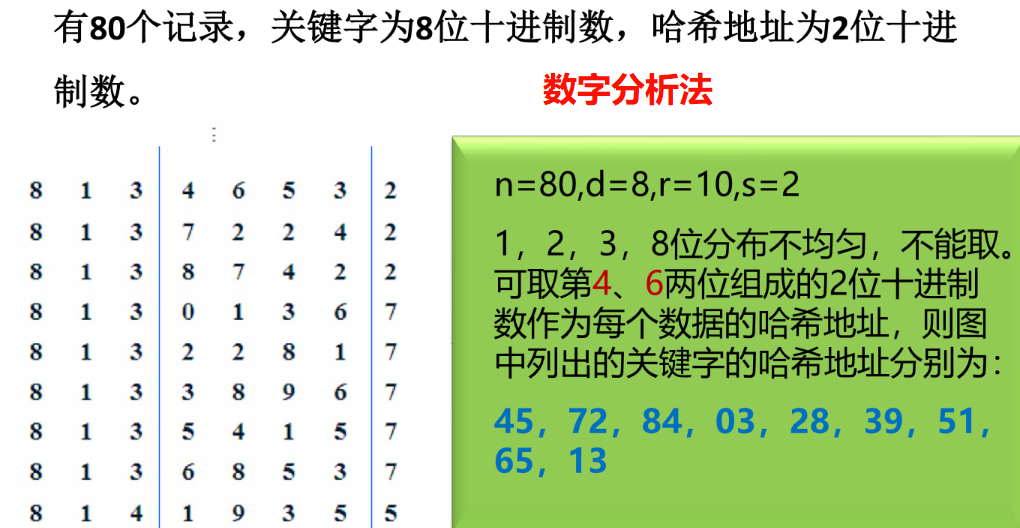 有80个记录，关键字为8位十进制数，哈希地址为2位十进
制数。
数字分析法
⋮
8 1 3 4 6 5 3 2
8 1 3 7 2 2 4 2
8 1 3 8 7 4 2 2
8 1 3 0 1 3 6 7
8 1 3 2 2 8 1 7
8 1 3 3 8 9 6 7
8 1 3 5 4 1 5 7
8 1 3 6 8 5 3 7
8 1 4 1 9 3 5 5
n=80,d=8,r=10,s=2
1，2，3，8位分布不均匀，不能取。
可取第4、6两位组成的2位十进制
数作为每个数据的哈希地址，则图
中列出的关键字的哈希地址分别为：
45，72，84，03，28，39，51，
65，13